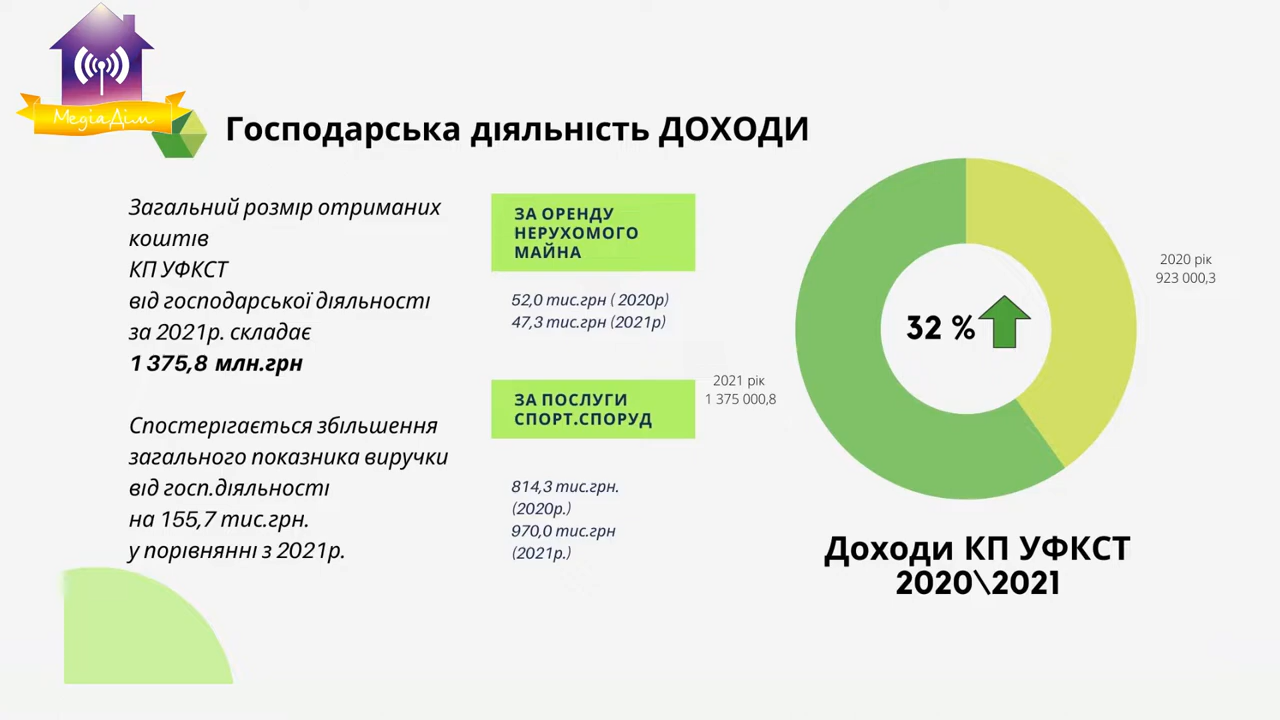 МедіаДім
Господарська діяльність ДОХОДИ
Загальний розмір отриманих
коштів
КП УФКСТ
від господарської діяльності
за 2021р. складає
1 375,8 млн.грн
Спостерігається збільшення
загального показника виручки
від госп.діяльності
на 155,7 тис.грн.
у порівнянні з 2021р.
ЗА ОРЕНДУ
НЕРУХОМОГО
МАЙНА
52,0 тис.грн ( 2020р)
47,3 тис.грн (2021р)
ЗА ПОСЛУГИ
СПОРТ.СПОРУД
814,3 тис.грн.
(2020р.)
970,0 тис.грн
(2021р.)
2021 рік
1 375 000,8
32 %
2020 рік
923 000,3
Доходи КП УФКСТ
2020\2021